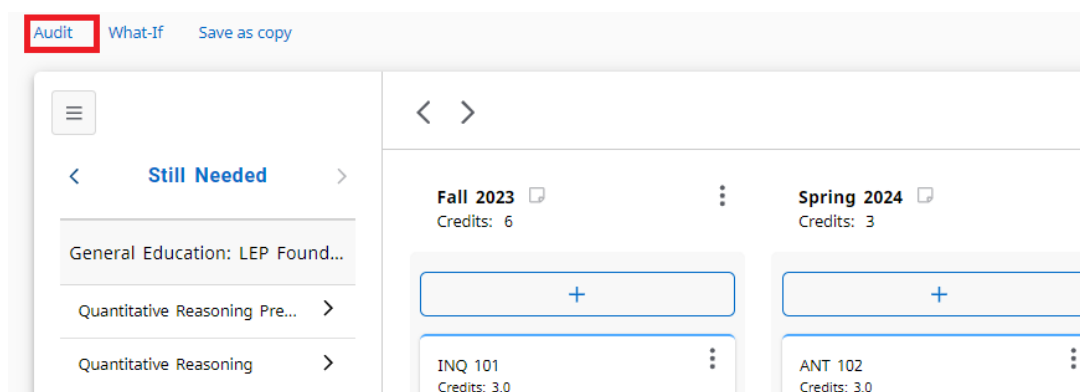 Audit What-If Save as copy
Still Needed
General Education: LEP Found...
Quantitative Reasoning Pre...
Quantitative Reasoning
Fall 2023
Credits: 6
+
INQ 101
Credits: 3.0
Spring 2024
Credits: 3
+
ANT 102
Credits: 3.0